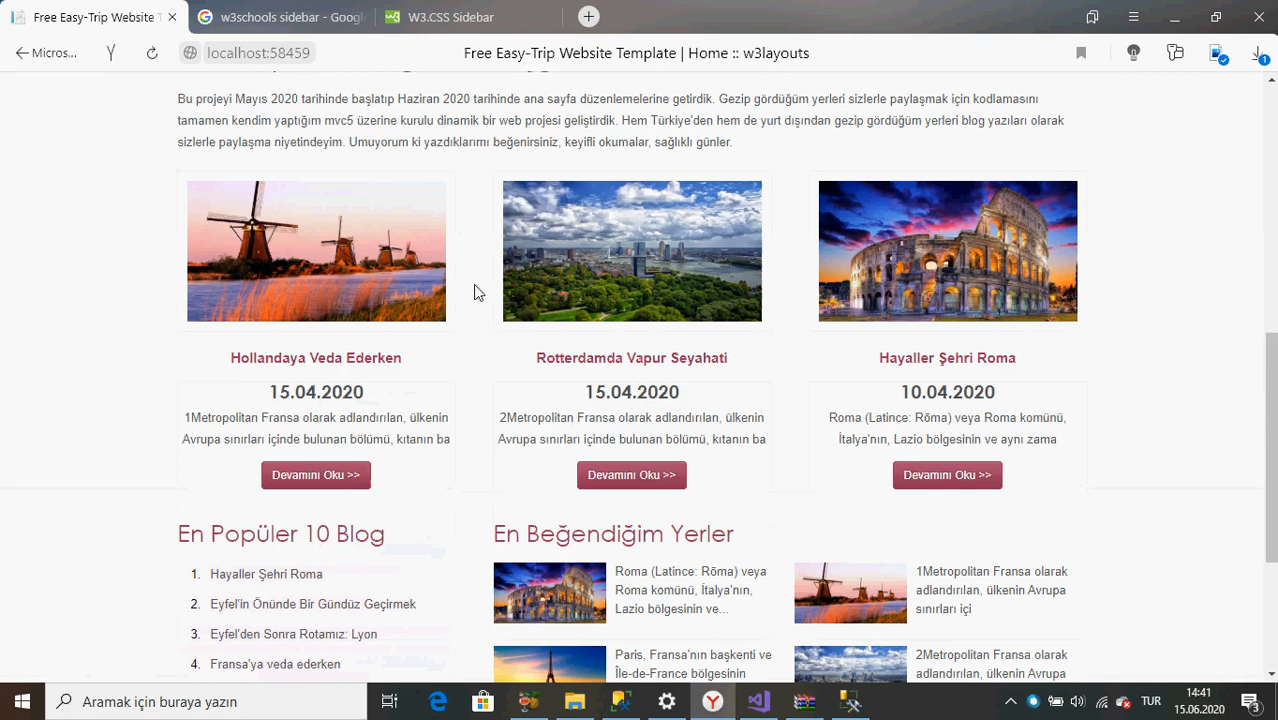 Free Easy-Trip Website T
w3schools sidebar - Googl
W3.CSS Sidebar
Micros...
localhost:58459
Free Easy-Trip Website Template | Home :: w3layouts
1
Bu projeyi Mayıs 2020 tarihinde başlatıp Haziran 2020 tarihinde ana sayfa düzenlemelerine getirdik. Gezip gördüğüm yerleri sizlerle paylaşmak için kodlamasını
tamamen kendim yaptığım mvc5 üzerine kurulu dinamik bir web projesi geliştirdik. Hem Türkiye'den hem de yurt dışından gezip gördüğüm yerleri blog yazıları olarak
sizlerle paylaşma niyetindeyim. Umuyorum ki yazdıklarımı beğenirsiniz, keyifli okumalar, sağlıklı günler.
Hollandaya Veda Ederken
15.04.2020
1Metropolitan Fransa olarak adlandırılan, ülkenin
Avrupa sınırları içinde bulunan bölümü, kıtanın ba
Devamını Oku >>
Rotterdamda Vapur Seyahati
15.04.2020
2Metropolitan Fransa olarak adlandırılan, ülkenin
Avrupa sınırları içinde bulunan bölümü, kıtanın ba
Devamını Oku >>
Hayaller Şehri Roma
10.04.2020
Roma (Latince: Rōma) veya Roma komünü,
İtalya'nın, Lazio bölgesinin ve aynı zama
Devamını Oku >>
En Popüler 10 Blog
1. Hayaller Şehri Roma
2. Eyfel'in Önünde Bir Gündüz Geçirmek
3. Eyfel'den Sonra Rotamız: Lyon
4. Fransa'ya veda ederken
En Beğendiğim Yerler
Roma (Latince: Rōma) veya
Roma komünü, İtalya'nın,
Lazio bölgesinin ve...
1Metropolitan Fransa olarak
adlandırılan, ülkenin Avrupa
sınırları içi
Paris, Fransa'nın başkenti ve
Île-de-France bölgesinin
2Metropolitan Fransa olarak
adlandırılan, ülkenin Avrupa
Aramak için buraya yazın
TUR
14:41
15.06.2020
3